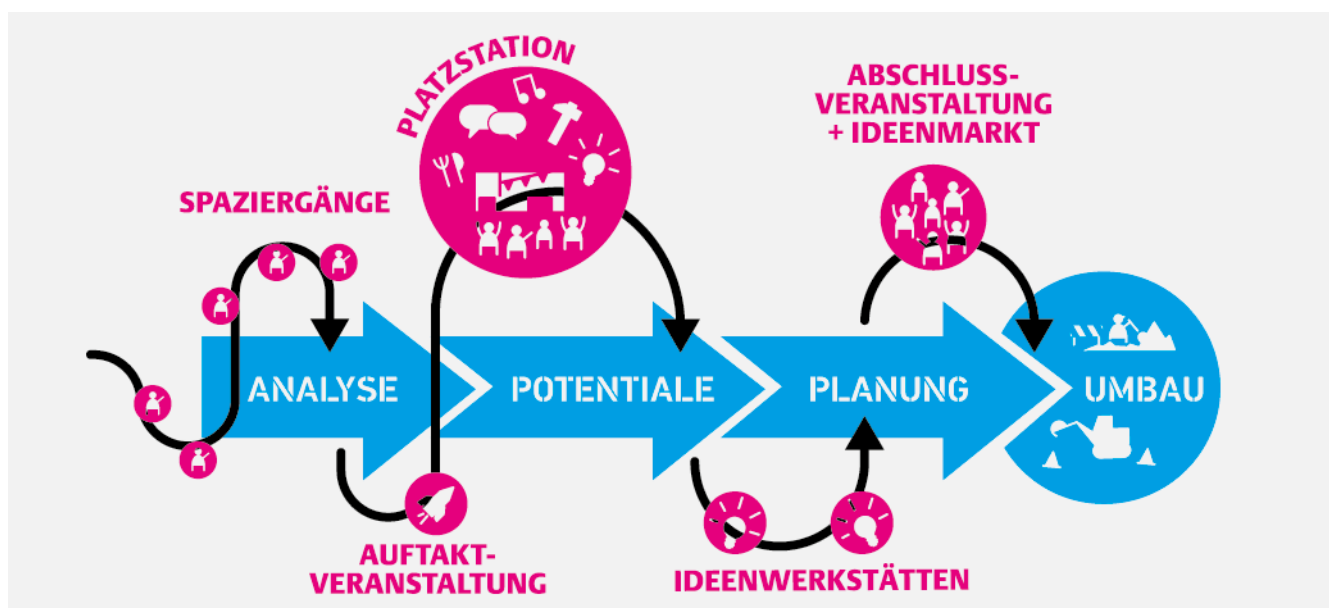 PLATZSTATION
ABSCHLUSS-
VERANSTALTUNG
+ IDEENMARKT
SPAZIERGÄNGE
ANALYSE
POTENTIALE
PLANUNG
UMBAU
AUFTAKT-
VERANSTALTUNG
IDEENWERKSTÄTTEN